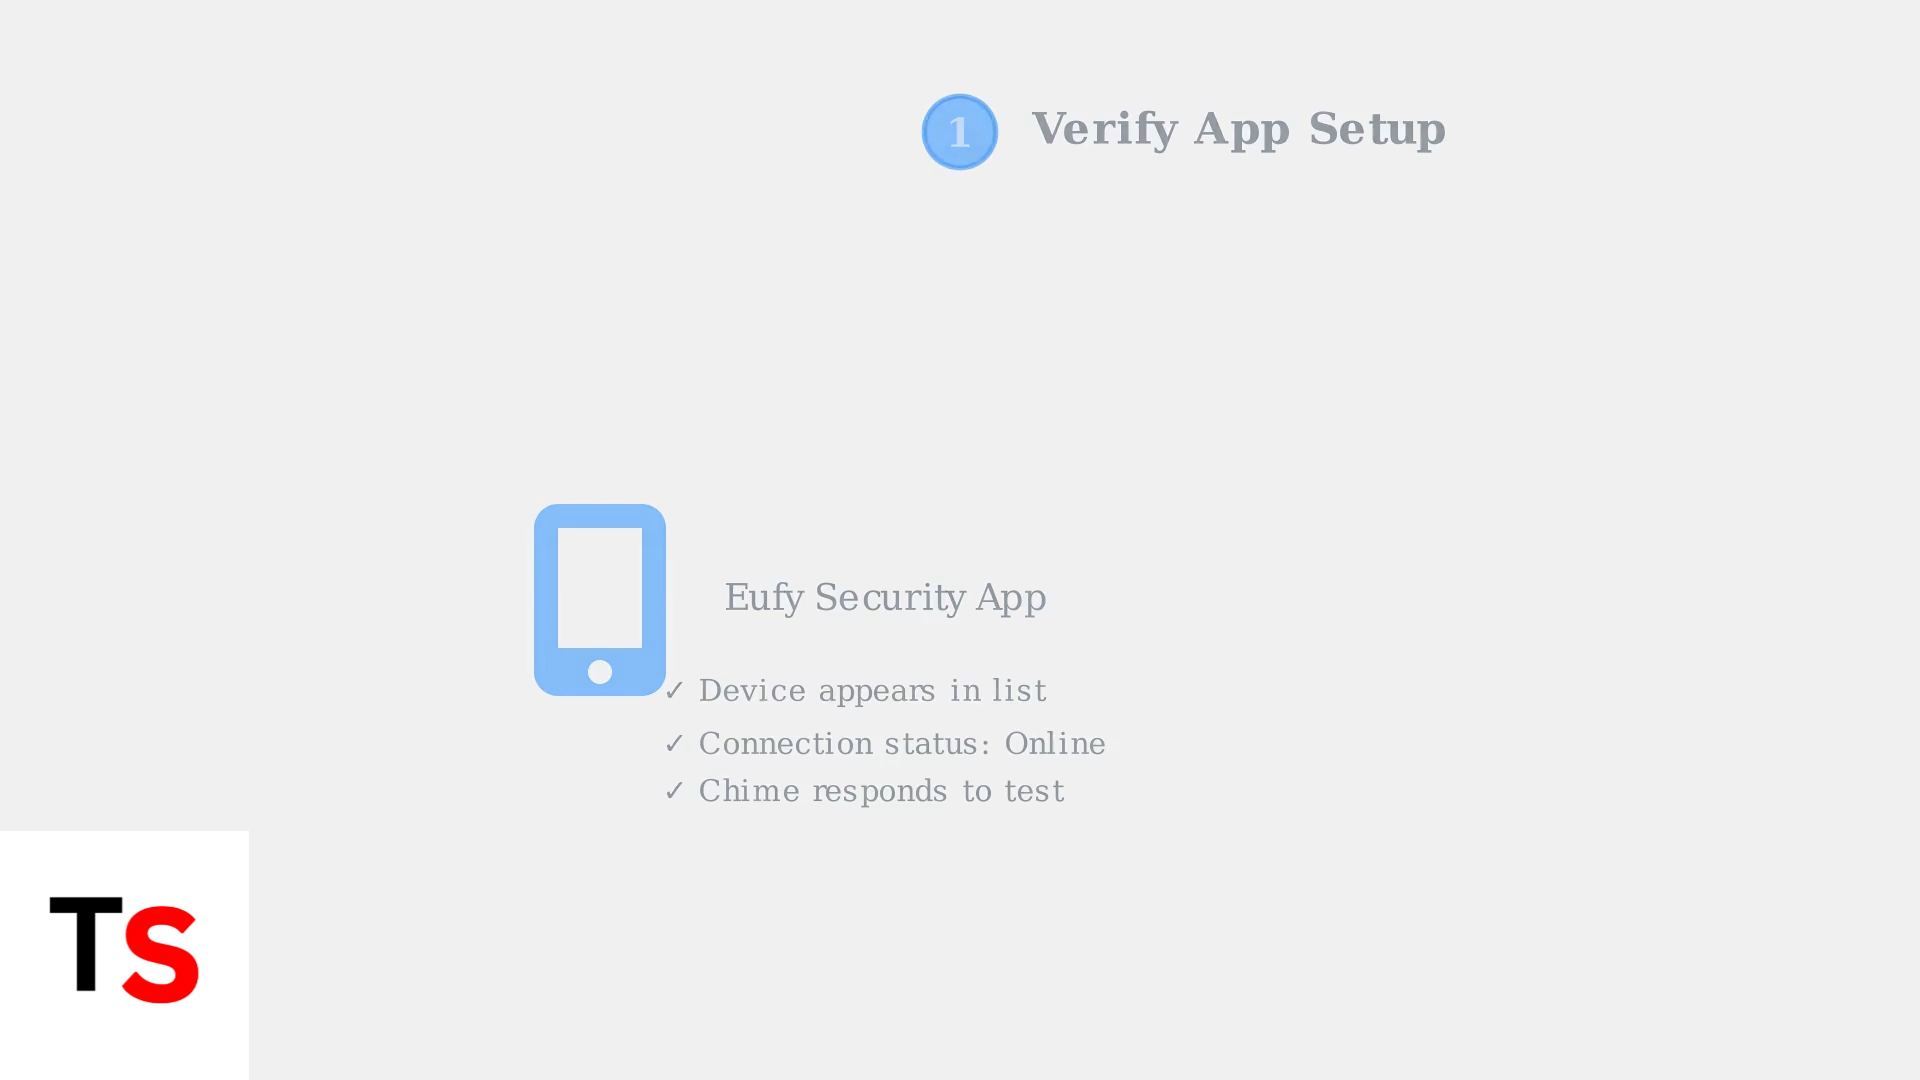 1 Verify App Setup
Eufy Security App
✓ Device appears in list
✓ Connection status: Online
✓ Chime responds to test
TS